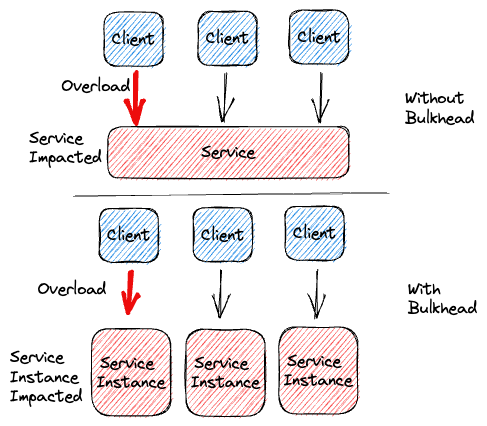 Client Client Client
Overload
Without
Bulkhead
Service
Impacted
Service
Client Client Client
Overload
With
Bulkhead
Service
Instance
Impacted
Service
Instance
Service
Instance
Service
Instance